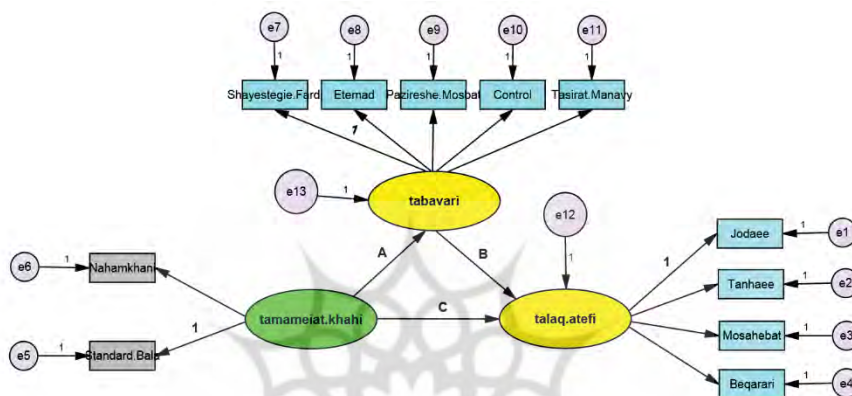 e7
e8
e9
e10
e11
1
1
1
1
1
Shayestegie.Fard
Etemad
Pazireshe.Mosbat
Control
Tasirat.Manavy
1
e13
1
tabavari
e12
1
A
B
C
e6
1
Nahamkhani
tamameiat.khahi
1
e5
1
Standard.Bala
talaq.atefi
1
Jodaee
1
e1
Tanhaee
1
e2
Mosahebat
1
e3
Beqarari
1
e4